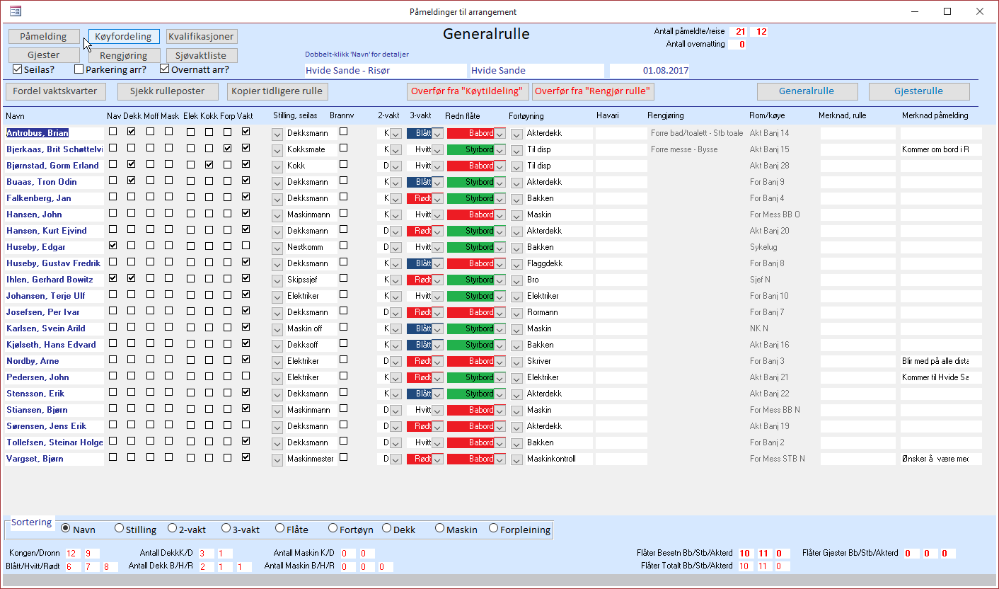 Påmeldinger til arrangement
Påmelding Køyfordeling Kvalifikasjoner Generalrulle Antall påmeldte/reise 21 12
Antall overnatting 0
Gjester Rengjøring Sjøvaktliste Dobbelt-klikk 'Navn' for detaljer
Seilas? Parkering arr? Overnatt arr? Hvide Sande - Risør Hvide Sande 01.08.2017
Fordel vaktskvarter Sjekk rulleposter Kopier tidligere rulle Overfør fra "Køytildeling" Overfør fra "Rengjør rulle" Generalrulle Gjesterulle
Navn Nav Dekk Moff Mask Elek Kokk Forp Vakt Stilling, seilas Brannv 2-vakt 3-vakt Redn flåte Fortøyning Havari Rengjøring Rom/køye Merknad, rulle Merknad påmelding
Antrobus, Brian Dekksmann K Blått Babord Akterdekk Forre bad/toalett - Stb toale Akt Banj 14
Bjerkaas, Brit Schøttelvi Kokksmate K Hvitt Styrbord Til disp Forre messe - Bysse Akt Banj 15 Kommer om bord i R
Bjørnstad, Gorm Erland Kokk D Hvitt Babord Til disp Akt Banj 28
Buaas, Tron Odin Dekksmann K Blått Styrbord Akterdekk For Banj 9
Falkenberg, Jan Dekksmann K Rødt Styrbord Bakken For Banj 4
Hansen, John Maskinmann K Hvitt Babord Maskin For Mess BB O
Hansen, Kurt Ejvind Dekksmann D Rødt Styrbord Akterdekk Akt Banj 20
Huseby, Edgar Nestkomm D Hvitt Styrbord Bakken Sykelug
Huseby, Gustav Fredrik Dekksmann K Blått Babord Flaggdekk For Banj 8
Ihlen, Gerhard Bowitz Skipssjef K Rødt Styrbord Bro Sjef N
Johansen, Terje Ulf Elektriker K Hvitt Styrbord Elektriker For Banj 10
Josefsen, Per Ivar Dekksmann D Rødt Babord Rormann For Banj 7
Karlsen, Svein Arild Maskin off K Blått Styrbord Maskin NK N
Kjølseth, Hans Edvard Dekksoff K Blått Styrbord Bakken Akt Banj 16
Nordby, Arne Elektriker D Rødt Babord Skriver For Banj 3 Blir med på alle dista
Pedersen, John Elektriker K Rødt Styrbord Elektriker Akt Banj 21 Kommer til Hvide Sa
Stensson, Erik Dekksmann K Blått Styrbord Akterdekk Akt Banj 22
Stiansen, Bjørn Maskinmann D Hvitt Babord Maskin For Mess BB N
Sørensen, Jens Erik Dekksmann D Rødt Babord Akterdekk Akt Banj 19
Tollefsen, Steinar Holge Dekksmann D Hvitt Babord Bakken For Banj 2
Vargset, Bjørn Maskinmester D Rødt Babord Maskinkontroll For Mess STB N Ønsker å være med
Sortering
Navn Stilling 2-vakt 3-vakt Flåte Fortøyn Dekk Maskin Forpleining
Kongen/Dronn 12 9 Antall DekkK/D 3 1 Antall Maskin K/D 0 0 Flåter Besetn Bb/Stb/Akterd 10 11 0 Flåter Gjester Bb/Stb/Akterd 0 0 0
Blått/Hvitt/Rødt 6 7 8 Antall Dekk B/H/R 2 1 1 Antall Maskin B/H/R 0 0 0 Flåter Totalt Bb/Stb/Akterd 10 11 0